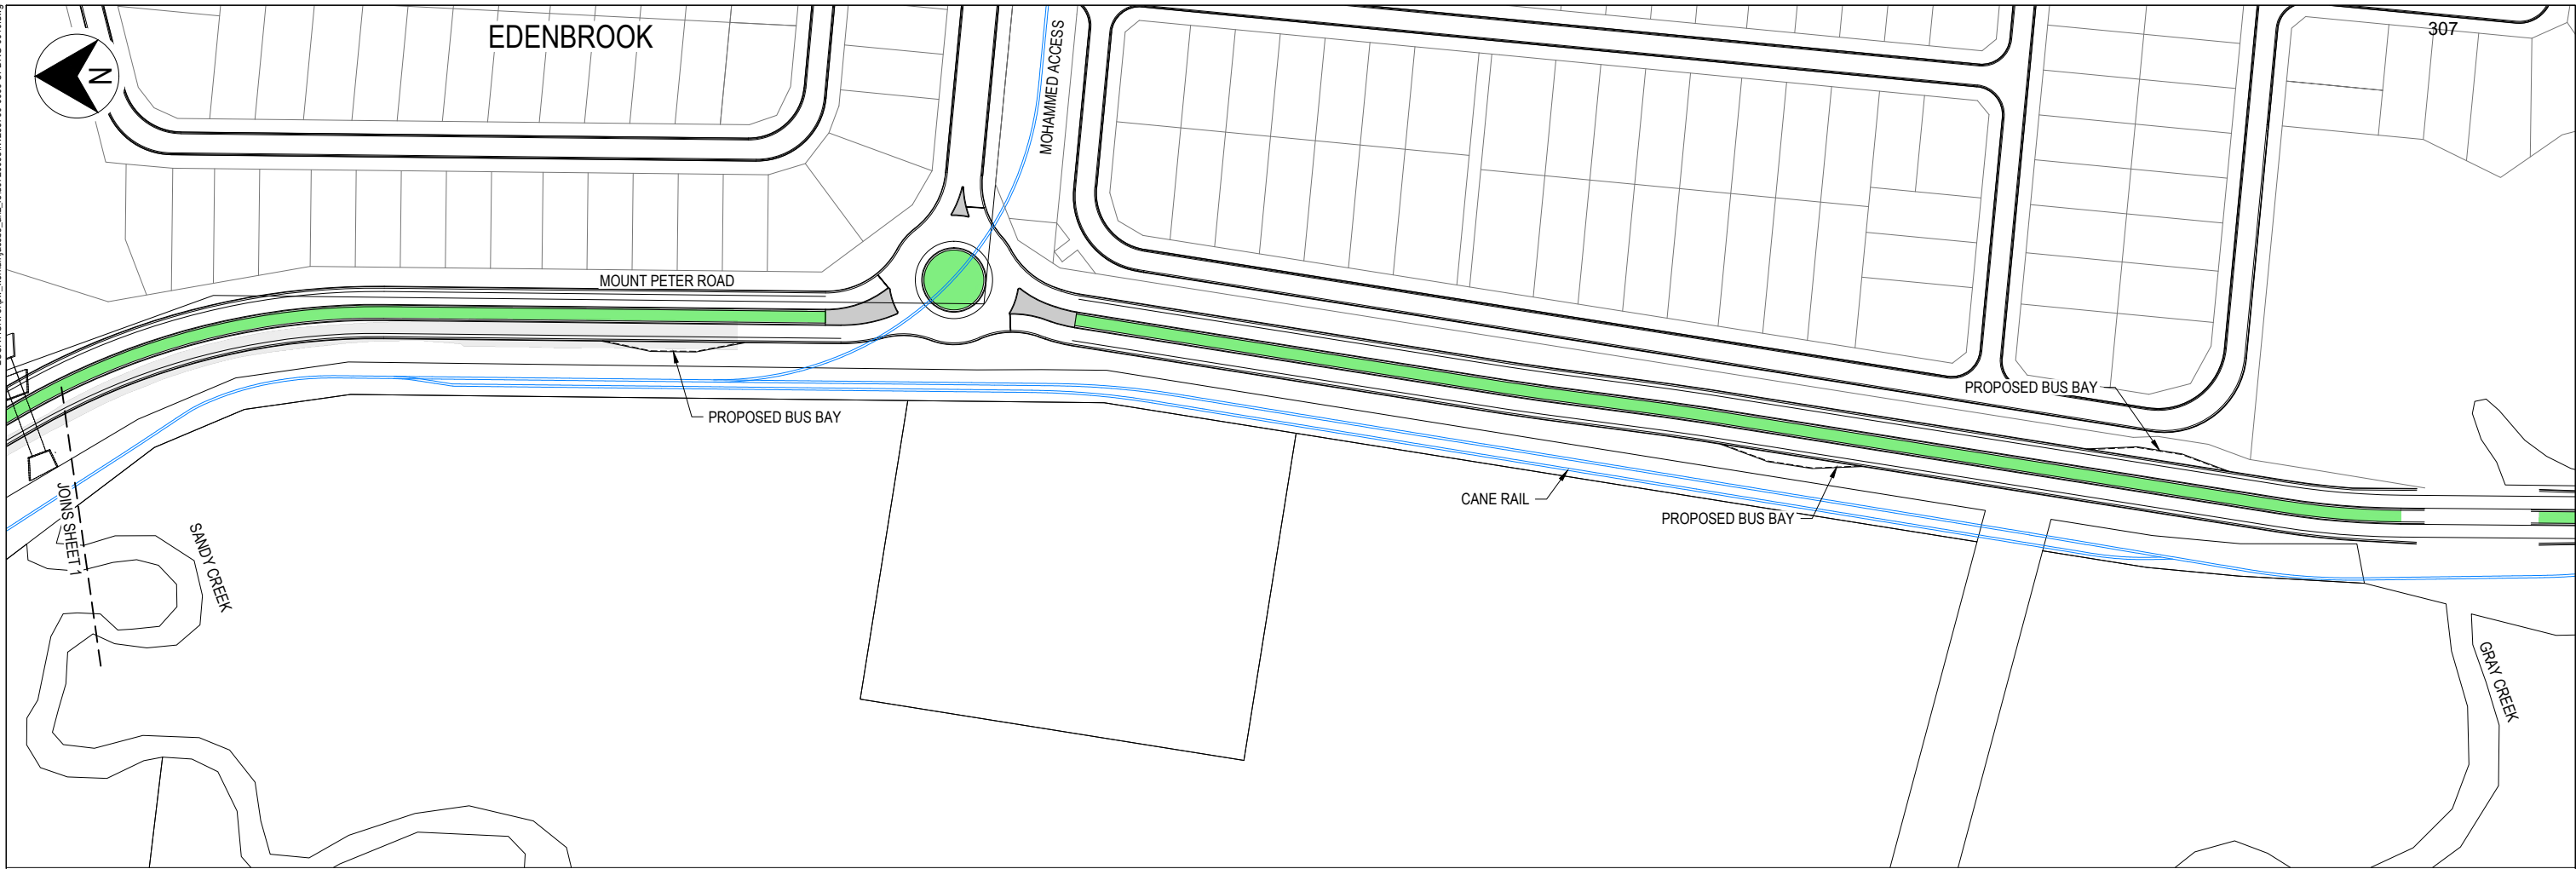 EDENBROOK
307
N
MOHAMMED ACCESS
MOUNT PETER ROAD
PROPOSED BUS BAY
PROPOSED BUS BAY
CANE RAIL
PROPOSED BUS BAY
JOINS SHEET 1
SANDY CREEK
GRAY CREEK